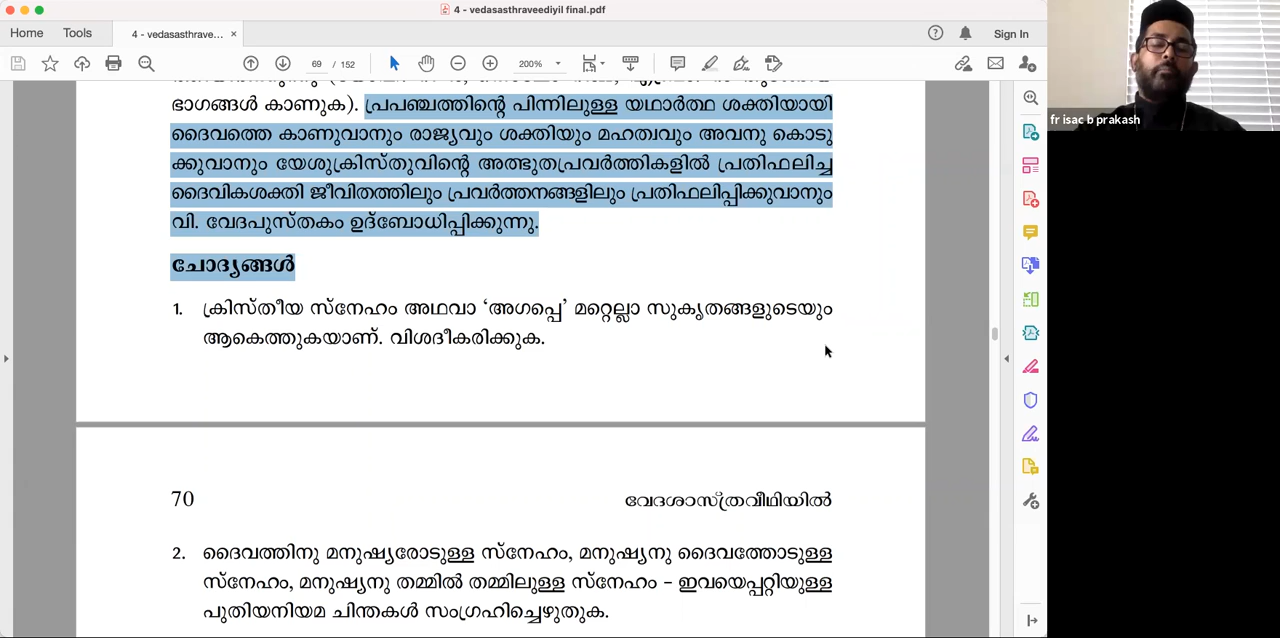 4 - vedasasthraveediyil final.pdf
Home Tools 4 - vedasasthrave... × Sign In
69 / 152 200%
ഭാഗങ്ങൾ കാണുക). പ്രപഞ്ചത്തിന്റെ പിന്നിലുള്ള യഥാർത്ഥ ശക്തിയായി
ദൈവത്തെ കാണുവാനും രാജ്യവും ശക്തിയും മഹത്വവും അവനു കൊടു
ക്കുവാനും യേശുക്രിസ്തുവിന്റെ അത്ഭുതപ്രവർത്തികളിൽ പ്രതിഫലിച്ച
ദൈവികശക്തി ജീവിതത്തിലും പ്രവർത്തനങ്ങളിലും പ്രതിഫലിപ്പിക്കുവാനും
വി. വേദപുസ്തകം ഉദ്ബോധിപ്പിക്കുന്നു.
ചോദ്യങ്ങൾ
1. ക്രിസ്തീയ സ്നേഹം അഥവാ ‘അഗപ്പെ’ മറ്റെല്ലാ സുകൃതങ്ങളുടെയും
ആകെത്തുകയാണ്. വിശദീകരിക്കുക.
70 വേദശാസ്ത്രവീഥിയിൽ
2. ദൈവത്തിനു മനുഷ്യരോടുള്ള സ്നേഹം, മനുഷ്യനു ദൈവത്തോടുള്ള
സ്നേഹം, മനുഷ്യനു തമ്മിൽ തമ്മിലുള്ള സ്നേഹം – ഇവയെപ്പറ്റിയുള്ള
പുതിയനിയമ ചിന്തകൾ സംഗ്രഹിച്ചെഴുതുക.
fr isac b prakash